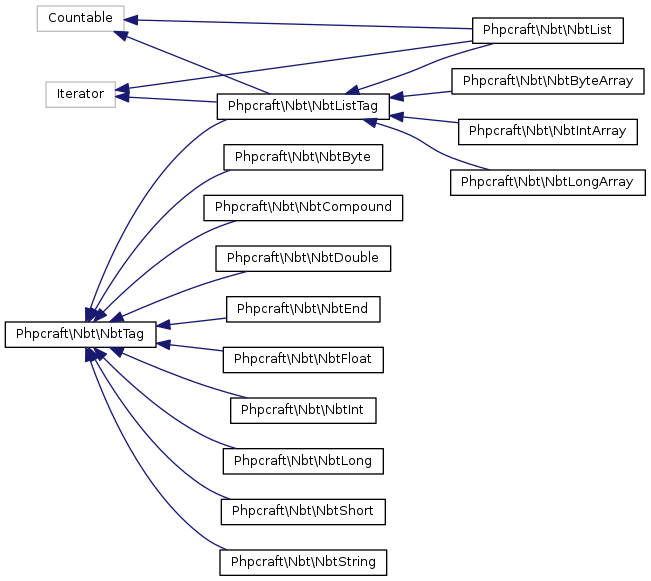 Countable
Phpcraft\Nbt\NbtList
Iterator
Phpcraft\Nbt\NbtByteArray
Phpcraft\Nbt\NbtListTag
Phpcraft\Nbt\NbtIntArray
Phpcraft\Nbt\NbtByte
Phpcraft\Nbt\NbtLongArray
Phpcraft\Nbt\NbtCompound
Phpcraft\Nbt\NbtDouble
Phpcraft\Nbt\NbtEnd
Phpcraft\Nbt\NbtTag
Phpcraft\Nbt\NbtFloat
Phpcraft\Nbt\NbtInt
Phpcraft\Nbt\NbtLong
Phpcraft\Nbt\NbtShort
Phpcraft\Nbt\NbtString